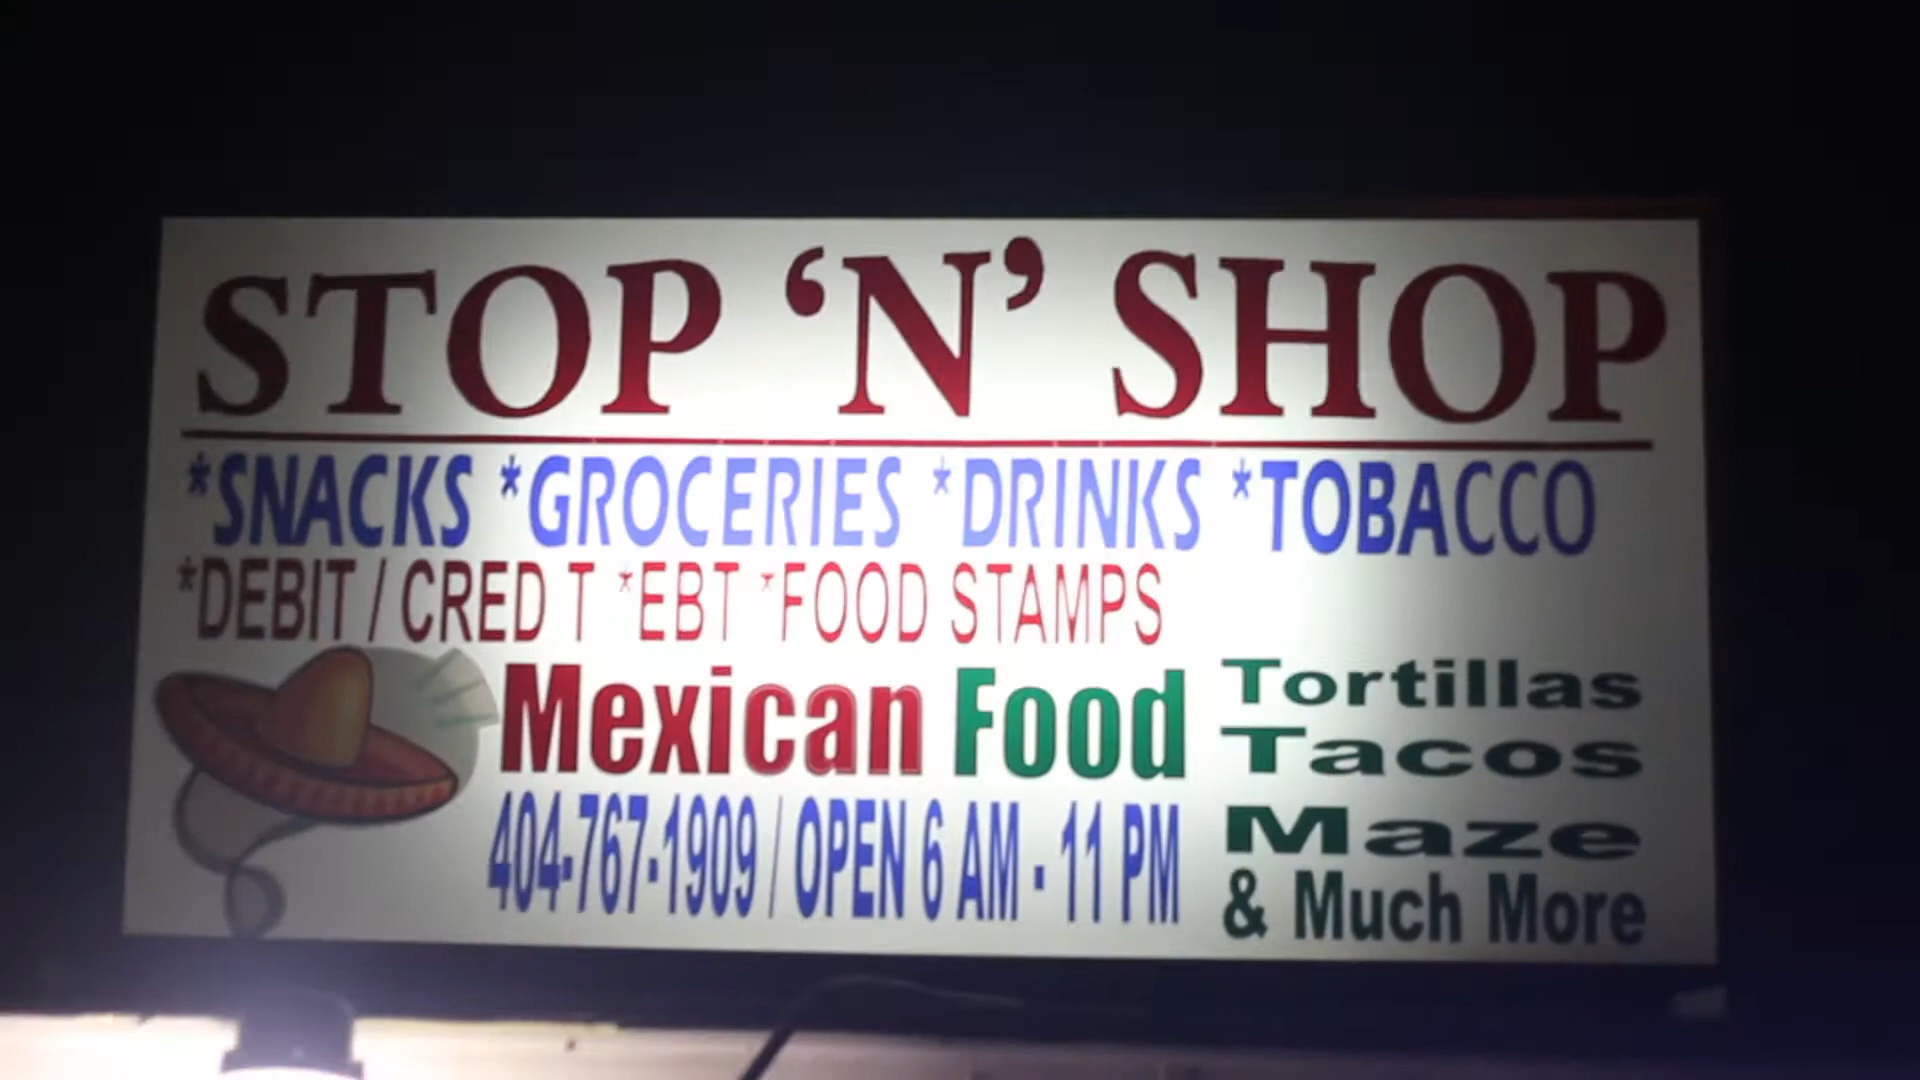 STOP ‘N’ SHOP
*SNACKS *GROCERIES *DRINKS *TOBACCO
*DEBIT / CRED T *EBT *FOOD STAMPS
Mexican Food
404-767-1909 / OPEN 6 AM - 11 PM
Tortillas
Tacos
Maze
& Much More